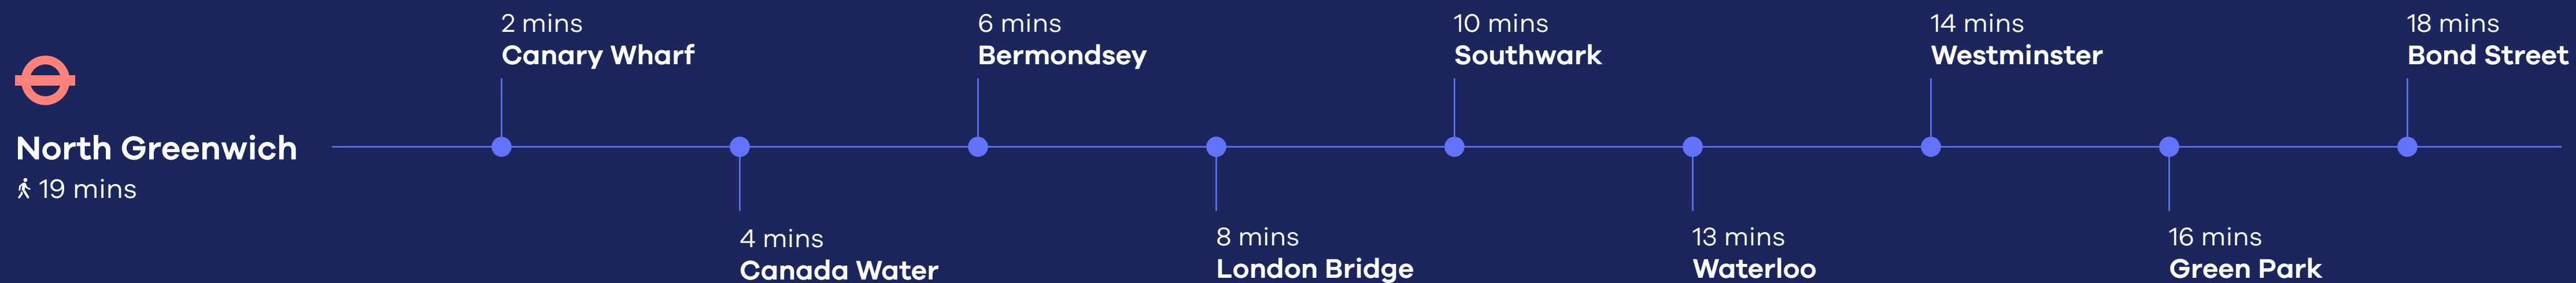 North Greenwich
19 mins
2 mins
Canary Wharf
4 mins
Canada Water
6 mins
Bermondsey
8 mins
London Bridge
10 mins
Southwark
13 mins
Waterloo
14 mins
Westminster
16 mins
Green Park
18 mins
Bond Street